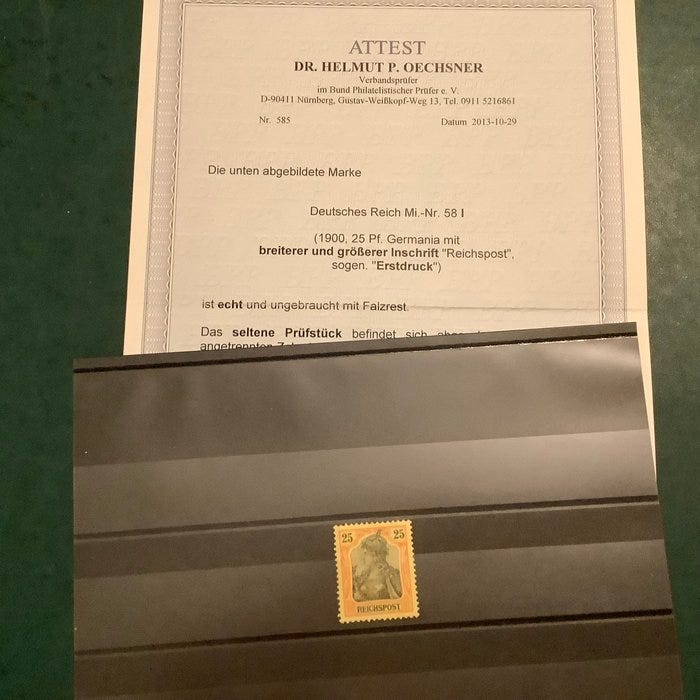 ATTEST
DR. HELMUT P. OECHSNER
Verbandsprüfer
im Bund Philatelistischer Prüfer e. V.
D-90411 Nürnberg, Gustav-Weißkopf-Weg 13, Tel. 0911 5216861
Nr. 585 Datum 2013-10-29
Die unten abgebildete Marke
Deutsches Reich Mi.-Nr. 58 I
(1900, 25 Pf. Germania mit
breiterer und größerer Inschrift "Reichspost",
sogen. "Erstdruck")
ist echt und ungebraucht mit Falzrest.
Das seltene Prüfstück befindet sich
angetrennten
25 25
REICHSPOST